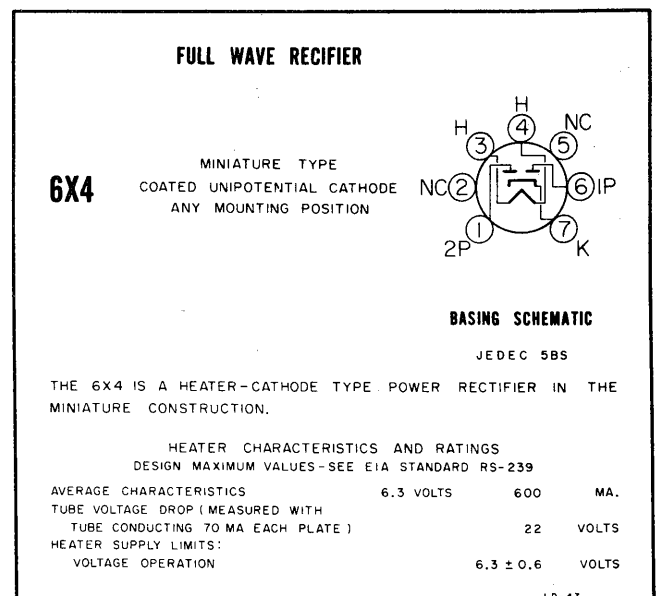 FULL WAVE RECIFIER
6X4
MINIATURE TYPE
COATED UNIPOTENTIAL CATHODE
ANY MOUNTING POSITION
H
H
4
NC
3
5
NC 2
6 IP
1
7
2P
K
BASING SCHEMATIC
JEDEC 5BS
THE 6X4 IS A HEATER-CATHODE TYPE POWER RECTIFIER IN THE
MINIATURE CONSTRUCTION.
HEATER CHARACTERISTICS AND RATINGS
DESIGN MAXIMUM VALUES-SEE EIA STANDARD RS-239
AVERAGE CHARACTERISTICS 6.3 VOLTS 600 MA.
TUBE VOLTAGE DROP (MEASURED WITH
TUBE CONDUCTING 70 MA EACH PLATE) 22 VOLTS
HEATER SUPPLY LIMITS:
VOLTAGE OPERATION 6.3 ± 0.6 VOLTS